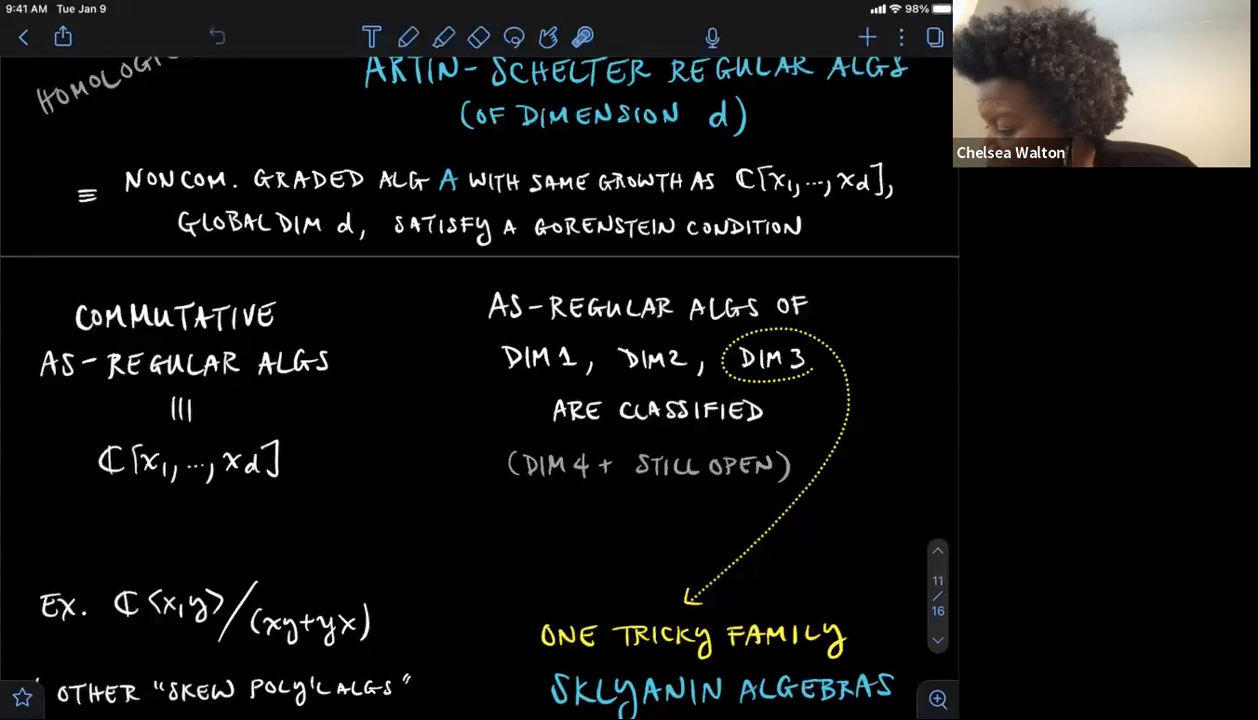 9:41 AM Tue Jan 9
98%
Chelsea Walton
ARTIN-SCHELTER REGULAR ALGS
(OF DIMENSION d)
≡ NONCOM. GRADED ALG A WITH SAME GROWTH AS ℂ[x₁, ..., x_d],
GLOBAL DIM d, SATISFY A GORENSTEIN CONDITION
COMMUTATIVE
AS-REGULAR ALGS
|||
ℂ[x₁, ..., x_d]
AS-REGULAR ALGS OF
DIM 1, DIM 2, DIM 3
ARE CLASSIFIED
(DIM 4+ STILL OPEN)
EX. ℂ<x,y>/(xy+yx)
OTHER "SKEW POLY'L ALGS"
ONE TRICKY FAMILY
SKLYANIN ALGEBRAS
11
/
16